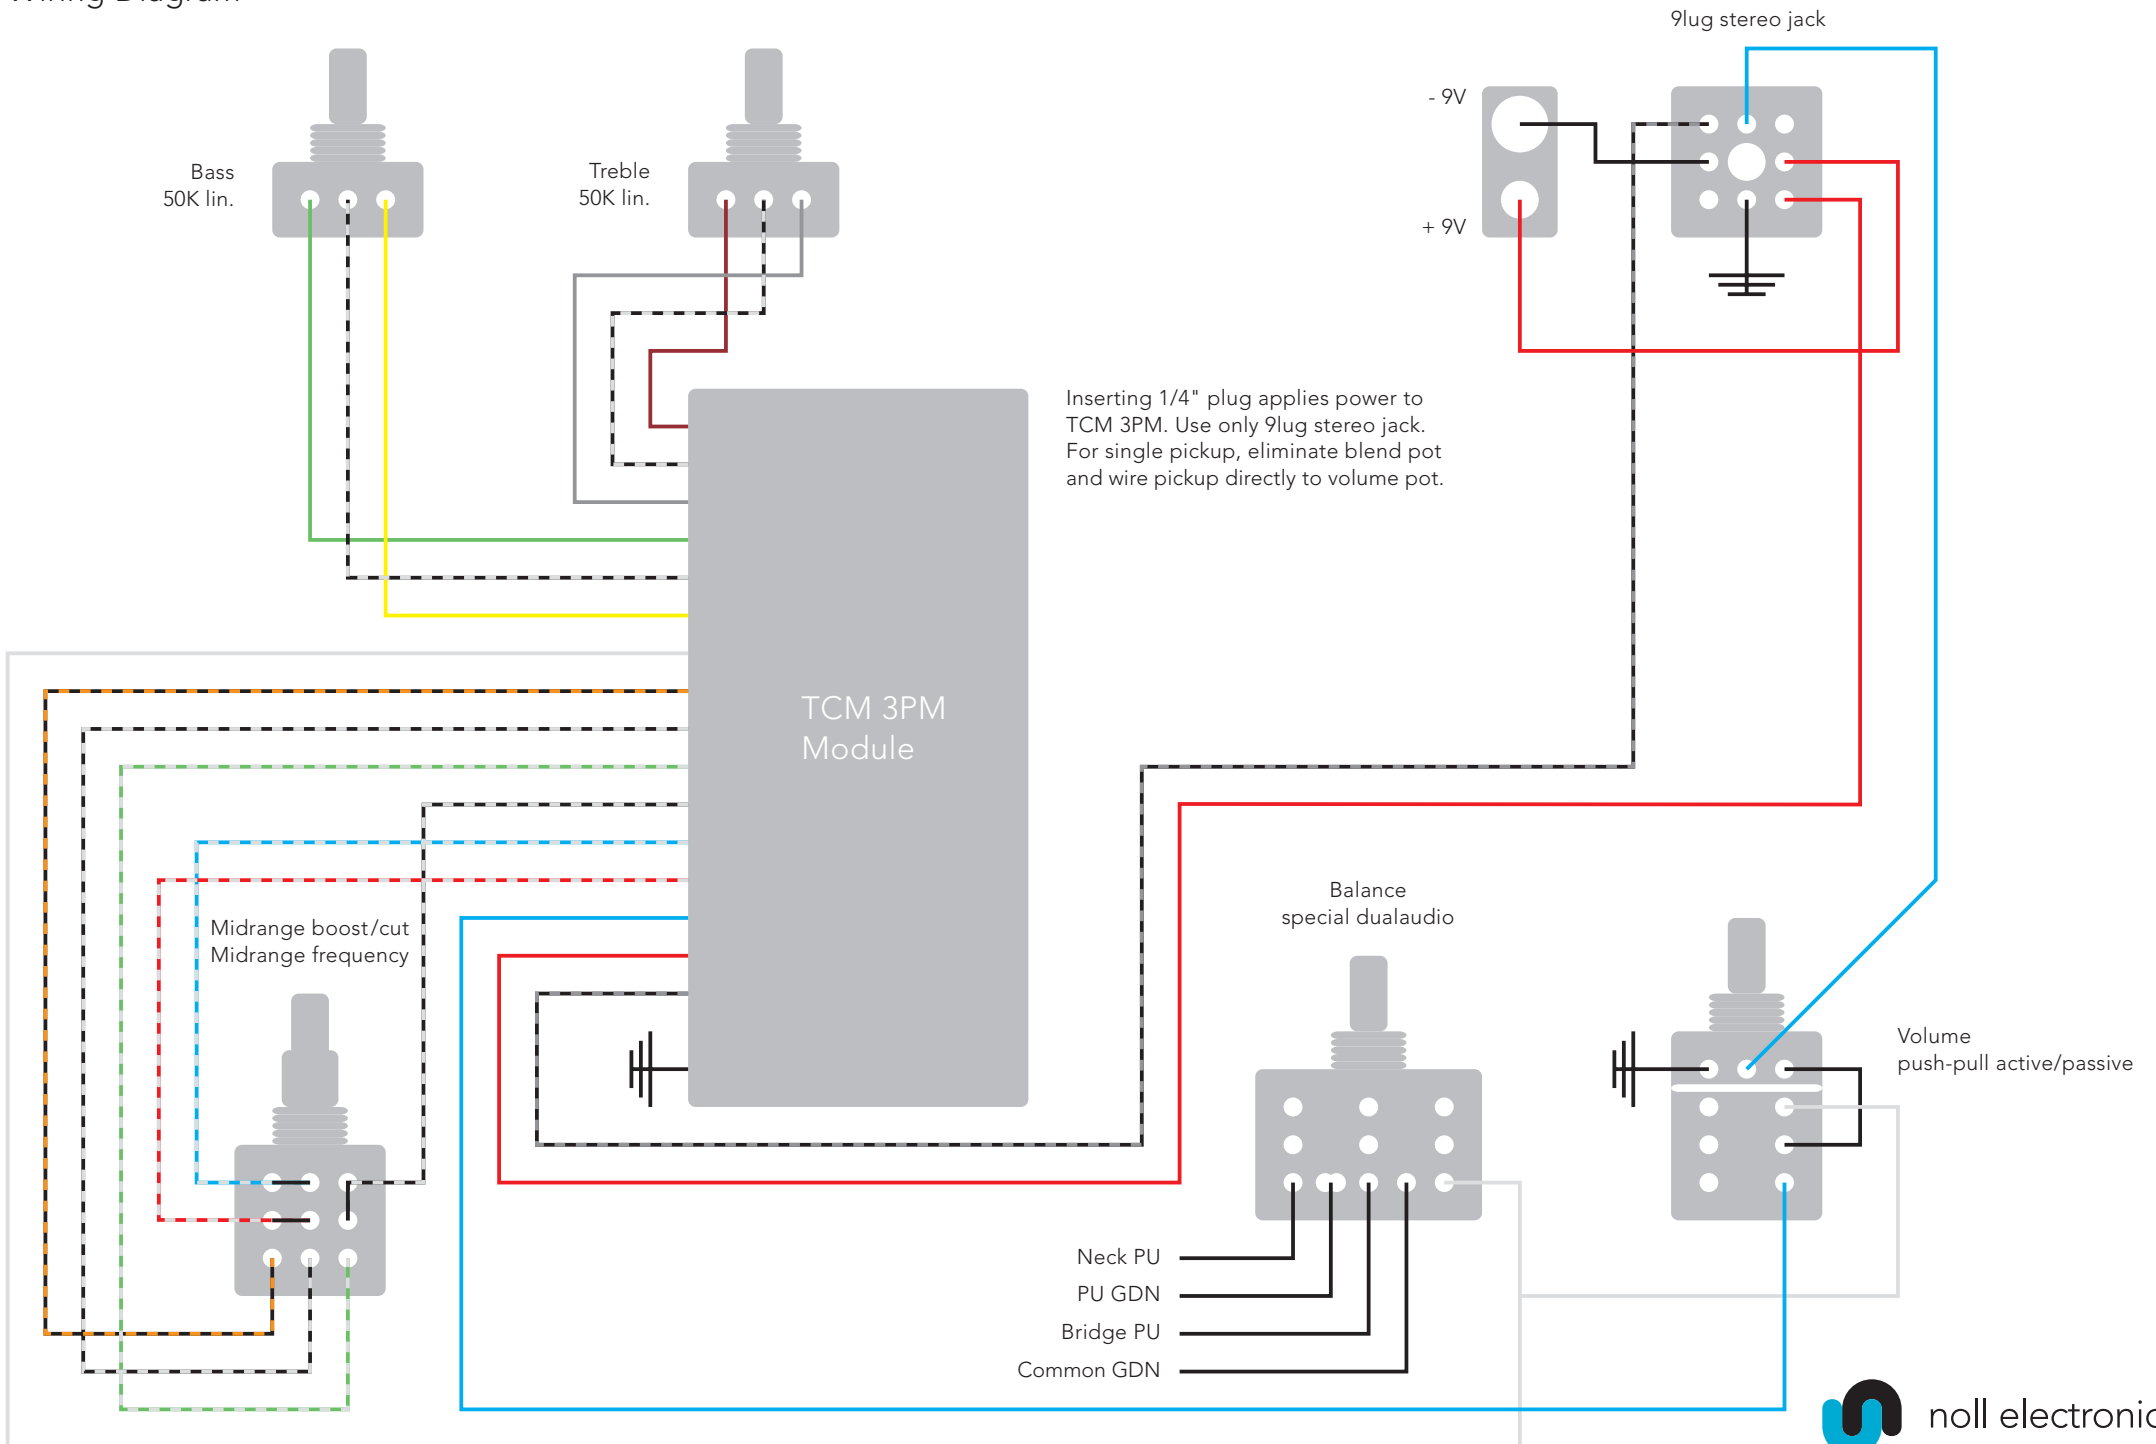 9lug stereo jack
- 9V
+ 9V
Bass
50K lin.
Treble
50K lin.
Inserting 1/4" plug applies power to
TCM 3PM. Use only 9lug stereo jack.
For single pickup, eliminate blend pot
and wire pickup directly to volume pot.
TCM 3PM
Module
Midrange boost/cut
Midrange frequency
Balance
special dualaudio
Volume
push-pull active/passive
Neck PU
PU GDN
Bridge PU
Common GDN
noll electronic